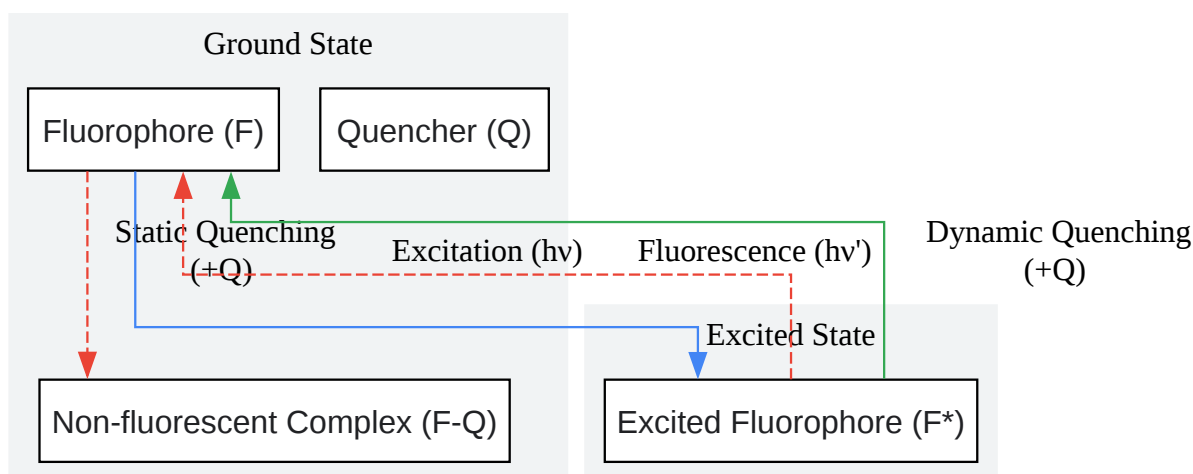 Ground State
Fluorophore (F)
Quencher (Q)
Static Quenching
(+Q)
Excitation (hν)
Fluorescence (hν')
Dynamic Quenching
(+Q)
Excited State
Non-fluorescent Complex (F-Q)
Excited Fluorophore (F*)